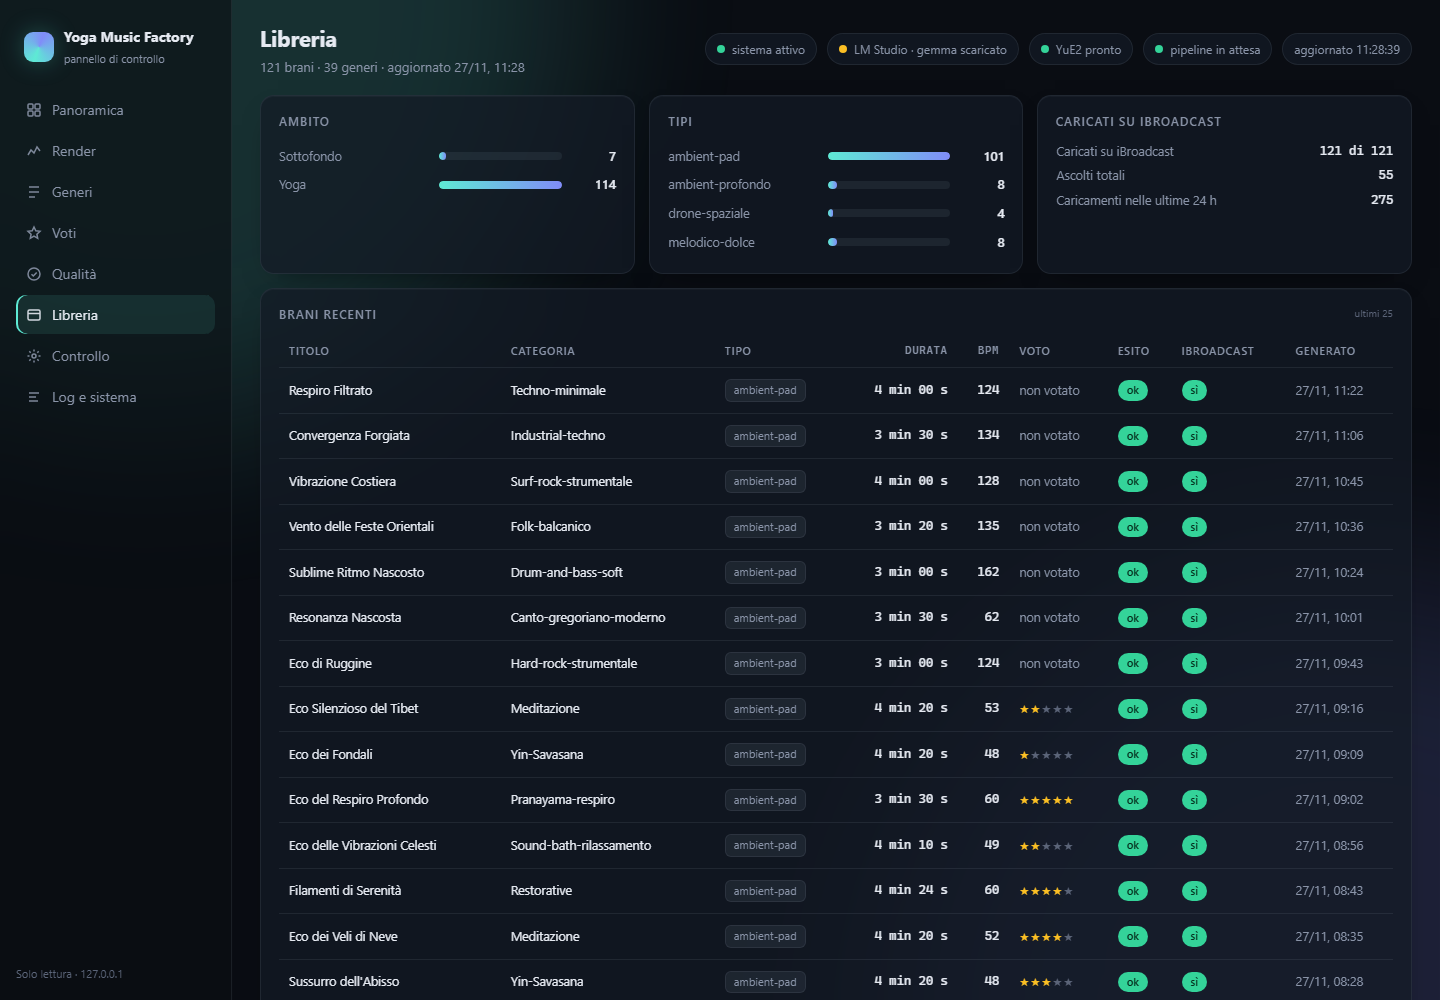 Yoga Music Factory
pannello di controllo
Panoramica
Render
Generi
Voti
Qualità
Libreria
Controllo
Log e sistema
Solo lettura · 127.0.0.1
Libreria
121 brani · 39 generi · aggiornato 27/11, 11:28
sistema attivo
LM Studio · gemma scaricato
YuE2 pronto
pipeline in attesa
aggiornato 11:28:39
AMBITO
Sottofondo 7
Yoga 114
TIPI
ambient-pad 101
ambient-profondo 8
drone-spaziale 4
melodico-dolce 8
CARICATI SU IBROADCAST
Caricati su iBroadcast 121 di 121
Ascolti totali 55
Caricamenti nelle ultime 24 h 275
BRANI RECENTI ultimi 25
TITOLO CATEGORIA TIPO DURATA BPM VOTO ESITO IBROADCAST GENERATO
Respiro Filtrato Techno-minimale ambient-pad 4 min 00 s 124 non votato ok sì 27/11, 11:22
Convergenza Forgiata Industrial-techno ambient-pad 3 min 30 s 134 non votato ok sì 27/11, 11:06
Vibrazione Costiera Surf-rock-strumentale ambient-pad 4 min 00 s 128 non votato ok sì 27/11, 10:45
Vento delle Feste Orientali Folk-balcanico ambient-pad 3 min 20 s 135 non votato ok sì 27/11, 10:36
Sublime Ritmo Nascosto Drum-and-bass-soft ambient-pad 3 min 00 s 162 non votato ok sì 27/11, 10:24
Resonanza Nascosta Canto-gregoriano-moderno ambient-pad 3 min 30 s 62 non votato ok sì 27/11, 10:01
Eco di Ruggine Hard-rock-strumentale ambient-pad 3 min 00 s 124 non votato ok sì 27/11, 09:43
Eco Silenzioso del Tibet Meditazione ambient-pad 4 min 20 s 53 ★★★★★ ok sì 27/11, 09:16
Eco dei Fondali Yin-Savasana ambient-pad 4 min 20 s 48 ★★★★★ ok sì 27/11, 09:09
Eco del Respiro Profondo Pranayama-respiro ambient-pad 3 min 30 s 60 ★★★★★ ok sì 27/11, 09:02
Eco delle Vibrazioni Celesti Sound-bath-rilassamento ambient-pad 4 min 10 s 49 ★★★★★ ok sì 27/11, 08:56
Filamenti di Serenità Restorative ambient-pad 4 min 24 s 60 ★★★★★ ok sì 27/11, 08:43
Eco dei Veli di Neve Meditazione ambient-pad 4 min 20 s 52 ★★★★★ ok sì 27/11, 08:35
Sussurro dell'Abisso Yin-Savasana ambient-pad 4 min 20 s 48 ★★★★★ ok sì 27/11, 08:28